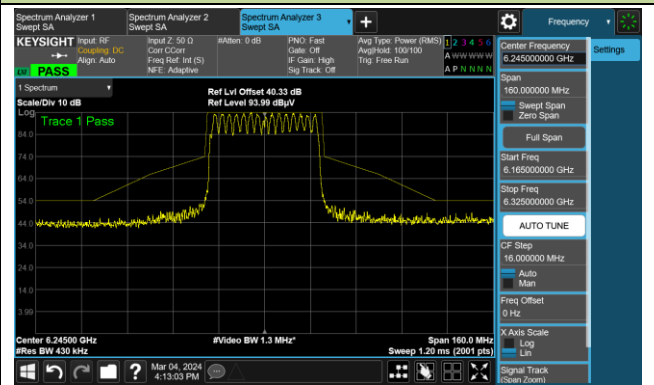 Spectrum Analyzer 1
Swept SA
Spectrum Analyzer 2
Swept SA
Spectrum Analyzer 3
Swept SA
+
Frequency
KEYSIGHT
Input: RF
Coupling: DC
Align: Auto
Input Z: 50 Ω
Corr CCorr
Freq Ref: Int (S)
NFE: Adaptive
#Atten: 0 dB
PNO: Fast
Gate: Off
IF Gain: High
Sig Track: Off
Avg Type: Power (RMS)
Avg|Hold: 100/100
Trig: Free Run
1 2 3 4 5 6
A W W W W W
A P N N N N
LXI
PASS
1 Spectrum
Scale/Div 10 dB
Ref Lvl Offset 40.33 dB
Ref Level 93.99 dBµV
Log
Trace 1 Pass
84.0
74.0
64.0
54.0
44.0
34.0
24.0
14.0
3.99
Center 6.24500 GHz
#Res BW 430 kHz
#Video BW 1.3 MHz*
Span 160.0 MHz
Sweep 1.20 ms (2001 pts)
Center Frequency
6.245000000 GHz
Settings
Span
160.000000 MHz
Swept Span
Zero Span
Full Span
Start Freq
6.165000000 GHz
Stop Freq
6.325000000 GHz
AUTO TUNE
CF Step
16.000000 MHz
Auto
Man
Freq Offset
0 Hz
X Axis Scale
Log
Lin
Signal Track
(Span Zoom)
?
Mar 04, 2024
4:13:03 PM